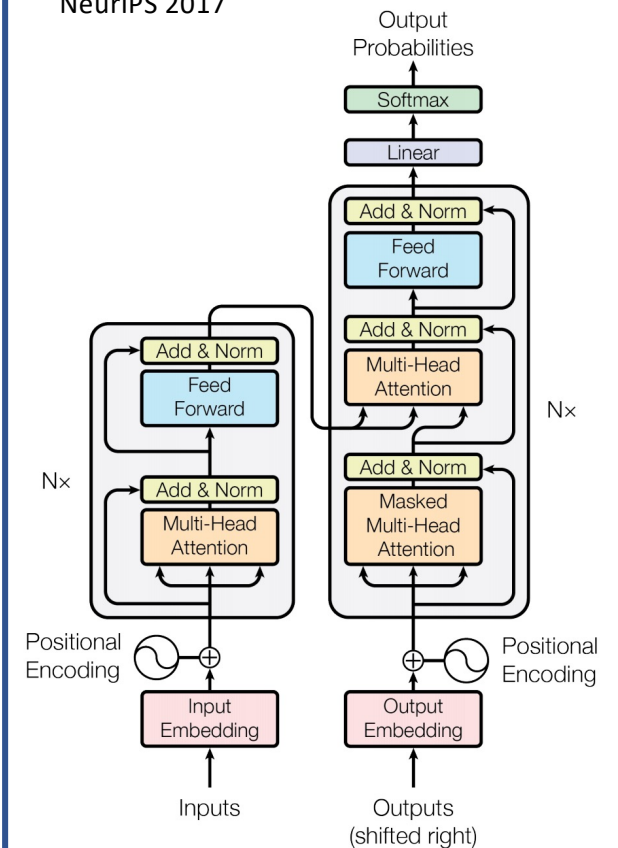 NeurIPS 2017
Output
Probabilities
Softmax
Linear
Add & Norm
Feed
Forward
Add & Norm
Multi-Head
Attention
Add & Norm
Masked
Multi-Head
Attention
N×
Add & Norm
Feed
Forward
Add & Norm
Multi-Head
Attention
N×
Positional
Encoding
Positional
Encoding
Input
Embedding
Output
Embedding
Inputs
Outputs
(shifted right)